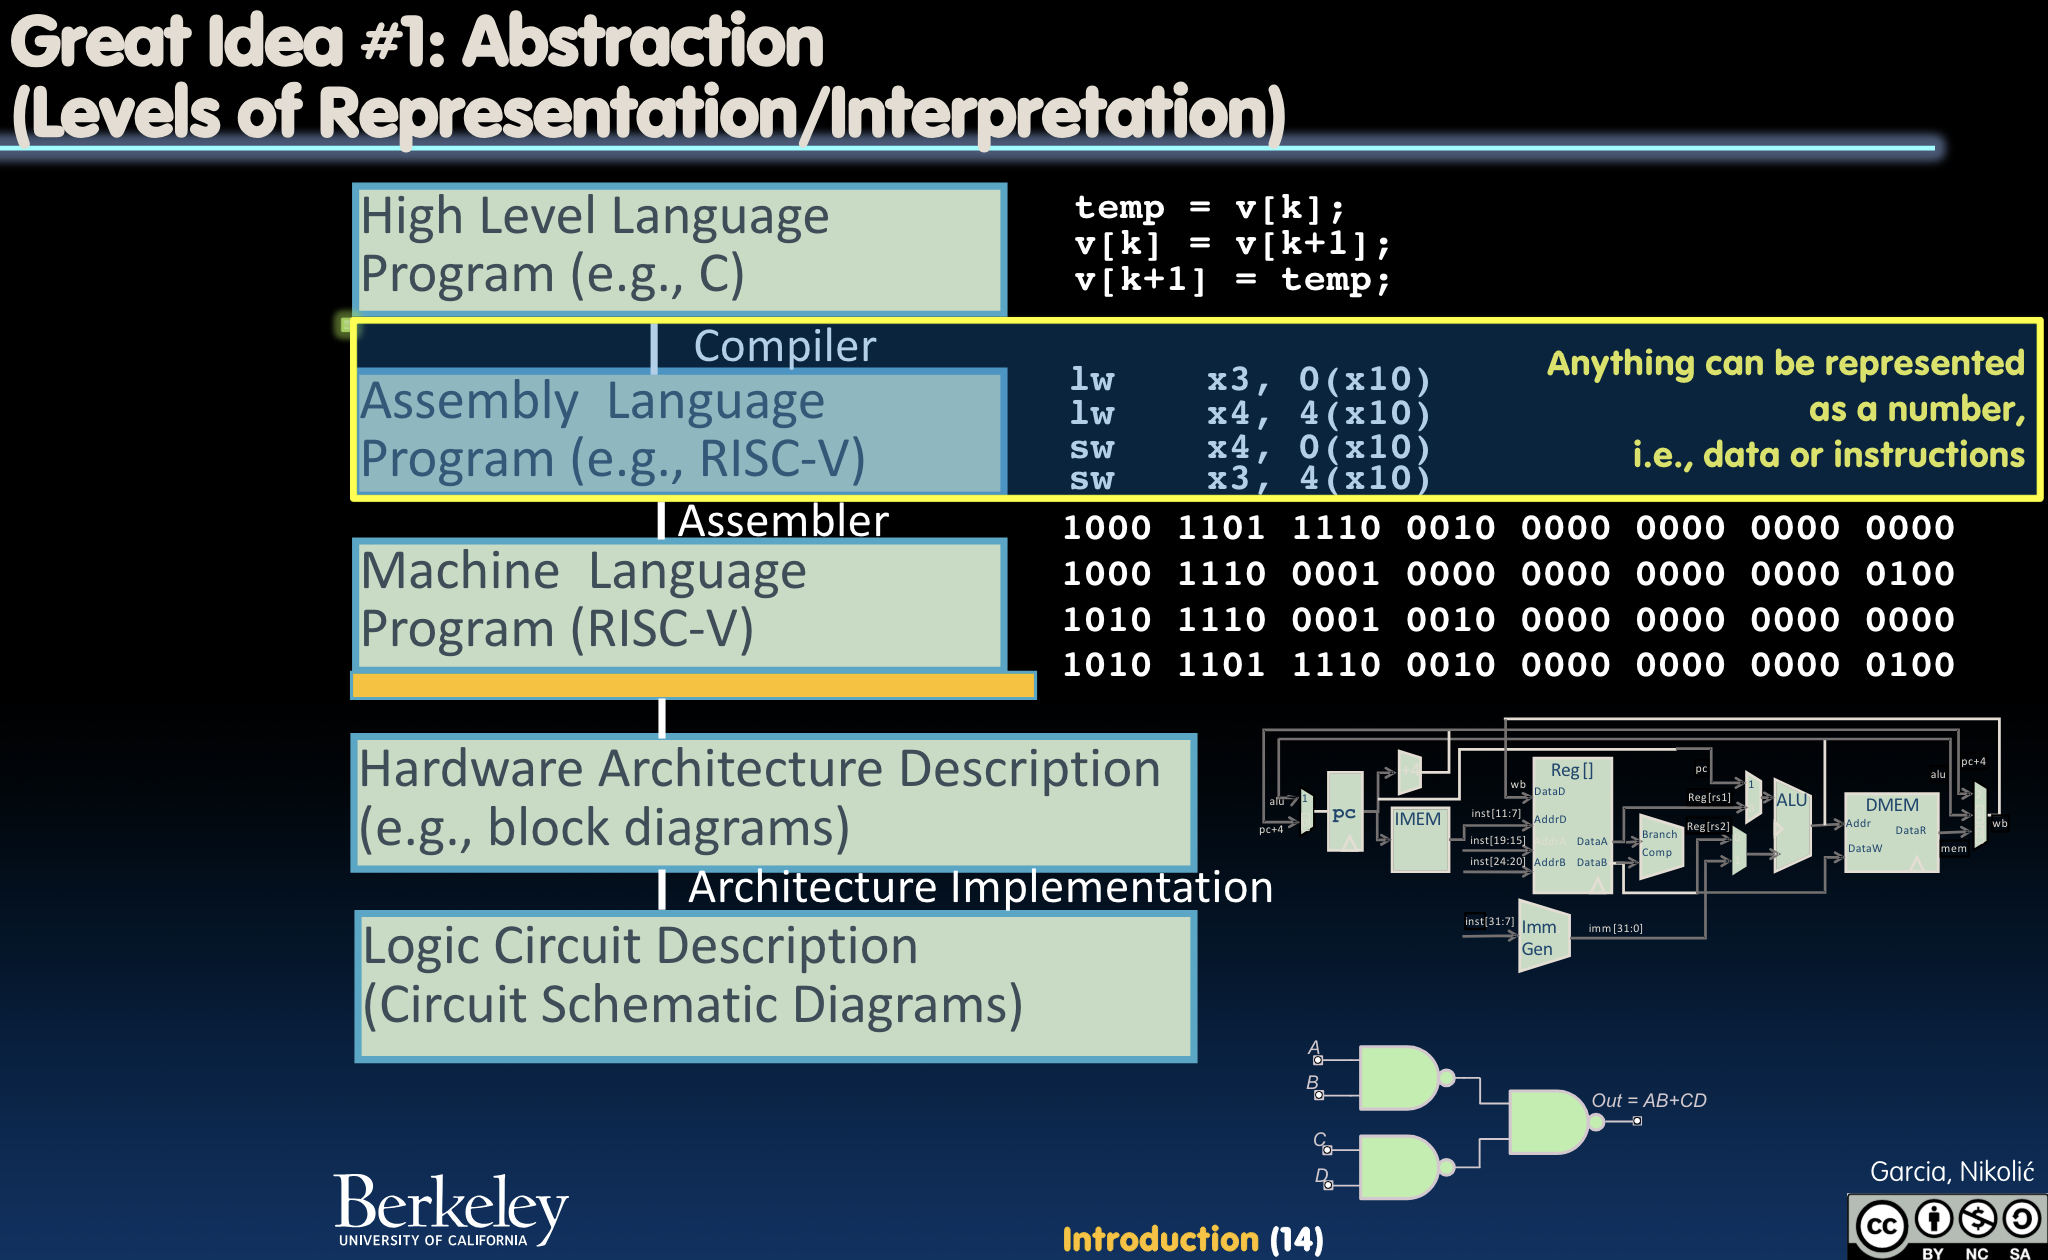 Great Idea #1: Abstraction
(Levels of Representation/Interpretation)
High Level Language
Program (e.g., C)
temp = v[k];
v[k] = v[k+1];
v[k+1] = temp;
Compiler
Assembly Language
Program (e.g., RISC-V)
lw x3, 0(x10)
lw x4, 4(x10)
sw x4, 0(x10)
sw x3, 4(x10)
Anything can be represented
as a number,
i.e., data or instructions
Assembler
Machine Language
Program (RISC-V)
1000 1101 1110 0010 0000 0000 0000 0000
1000 1110 0001 0000 0000 0000 0000 0100
1010 1110 0001 0010 0000 0000 0000 0000
1010 1101 1110 0010 0000 0000 0000 0100
Hardware Architecture Description
(e.g., block diagrams)
alu
pc+4
1
pc
+4
IMEM
inst[11:7]
inst[19:15]
inst[24:20]
wb
Reg[]
DataD
AddrD
AddrA
AddrB
DataA
DataB
Branch
Comp
pc
Reg[rs1]
Reg[rs2]
1
ALU
DMEM
Addr
DataR
DataW
alu
pc+4
mem
wb
inst[31:7]
Imm
Gen
imm[31:0]
Architecture Implementation
Logic Circuit Description
(Circuit Schematic Diagrams)
A
B
C
D
Out = AB+CD
Berkeley
UNIVERSITY OF CALIFORNIA
Introduction (14)
Garcia, Nikolić
cc
BY NC SA